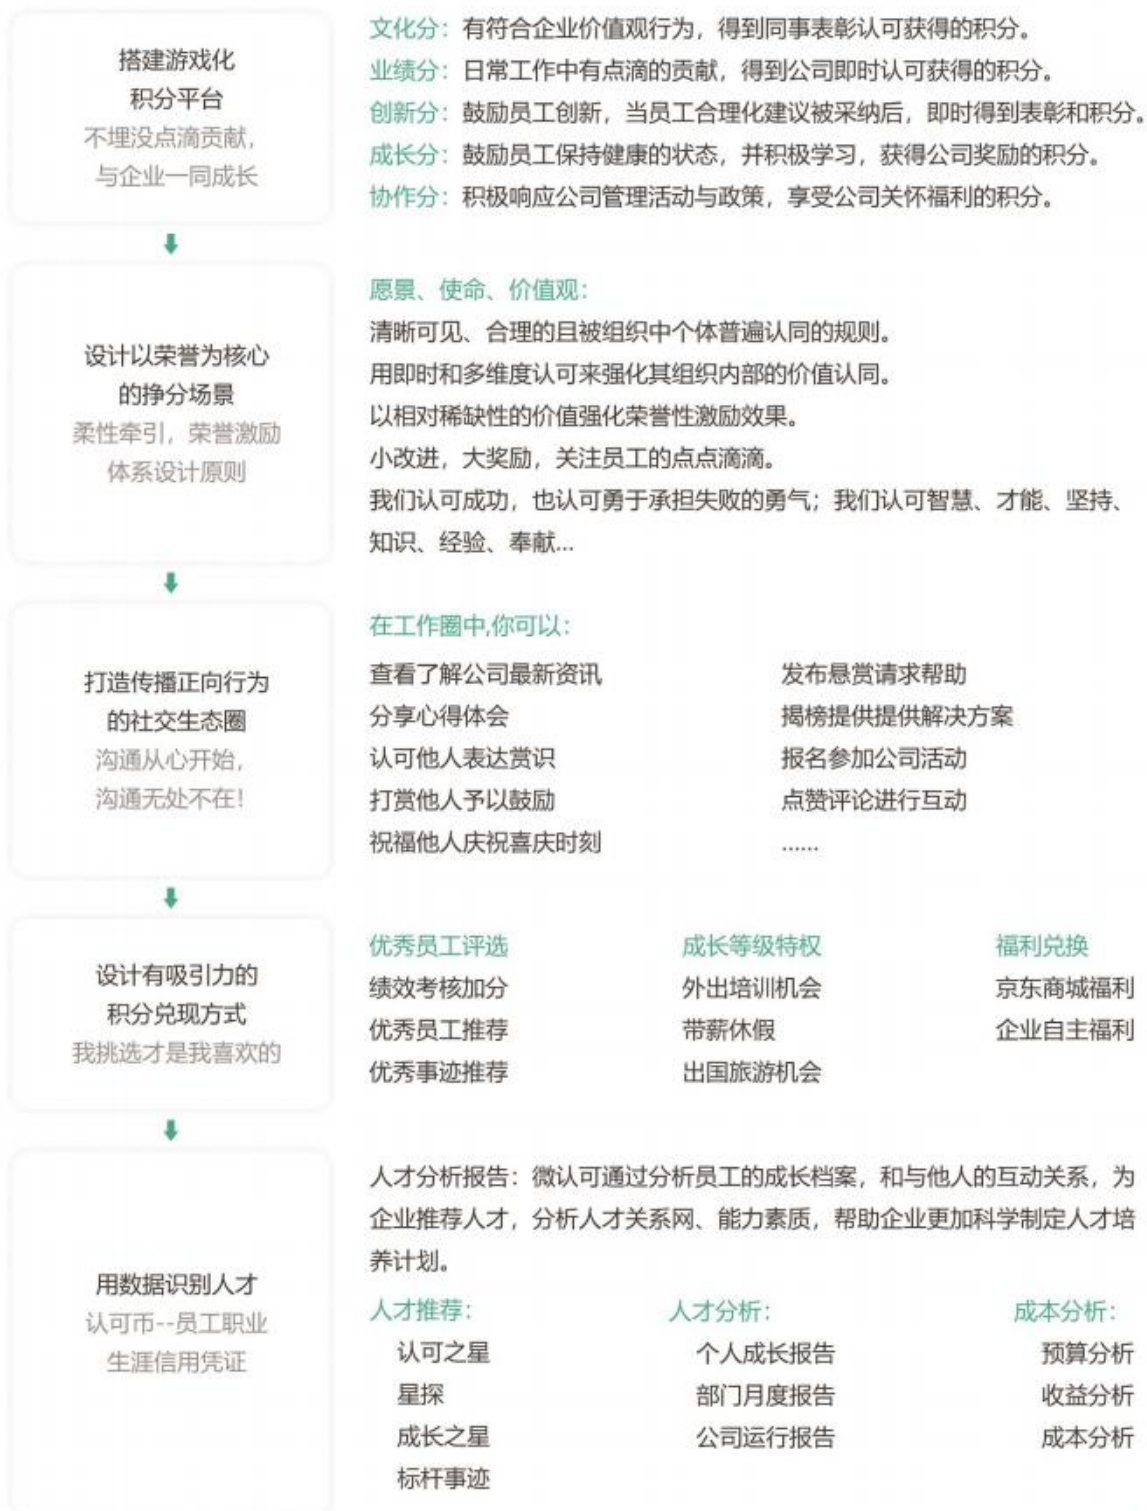 搭建游戏化
积分平台
不埋没点滴贡献，
与企业一同成长
文化分：有符合企业价值观行为，得到同事表彰认可获得的积分。
业绩分：日常工作中有点滴的贡献，得到公司即时认可获得的积分。
创新分：鼓励员工创新，当员工合理化建议被采纳后，即时得到表彰和积分。
成长分：鼓励员工保持健康的状态，并积极学习，获得公司奖励的积分。
协作分：积极响应公司管理活动与政策，享受公司关怀福利的积分。
设计以荣誉为核心
的挣分场景
柔性牵引，荣誉激励
体系设计原则
愿景、使命、价值观：
清晰可见、合理的且被组织中个体普遍认同的规则。
用即时和多维度认可来强化其组织内部的价值认同。
以相对稀缺性的价值强化荣誉性激励效果。
小改进，大奖励，关注员工的点点滴滴。
我们认可成功，也认可勇于承担失败的勇气；我们认可智慧、才能、坚持、
知识、经验、奉献...
打造传播正向行为
的社交生态圈
沟通从心开始，
沟通无处不在！
在工作圈中,你可以：
查看了解公司最新资讯
发布悬赏请求帮助
分享心得体会
揭榜提供提供解决方案
认可他人表达赏识
报名参加公司活动
打赏他人予以鼓励
点赞评论进行互动
祝福他人庆祝喜庆时刻
......
设计有吸引力的
积分兑现方式
我挑选才是我喜欢的
优秀员工评选
绩效考核加分
优秀员工推荐
优秀事迹推荐
成长等级特权
外出培训机会
带薪休假
出国旅游机会
福利兑换
京东商城福利
企业自主福利
用数据识别人才
认可币--员工职业
生涯信用凭证
人才分析报告：微认可通过分析员工的成长档案，和与他人的互动关系，为
企业推荐人才，分析人才关系网、能力素质，帮助企业更加科学制定人才培
养计划。
人才推荐：
认可之星
星探
成长之星
标杆事迹
人才分析：
个人成长报告
部门月度报告
公司运行报告
成本分析：
预算分析
收益分析
成本分析